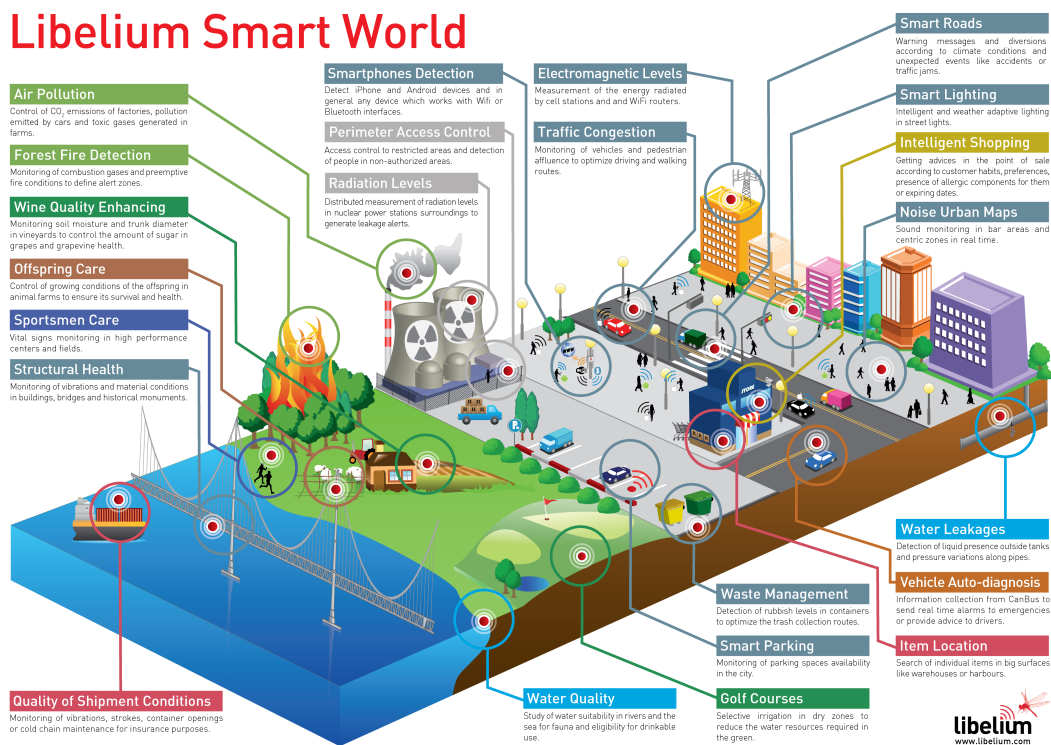 Libelium Smart World
Air Pollution
Control of CO₂ emissions of factories, pollution
emitted by cars and toxic gases generated in
farms.
Forest Fire Detection
Monitoring of combustion gases and preemptive
fire conditions to define alert zones.
Wine Quality Enhancing
Monitoring soil moisture and trunk diameter
in vineyards to control the amount of sugar in
grapes and grapevine health.
Offspring Care
Control of growing conditions of the offspring in
animal farms to ensure its survival and health.
Sportsmen Care
Vital signs monitoring in high performance
centers and fields.
Structural Health
Monitoring of vibrations and material conditions
in buildings, bridges and historical monuments.
Quality of Shipment Conditions
Monitoring of vibrations, strokes, container openings
or cold chain maintenance for insurance purposes.
Smartphones Detection
Detect iPhone and Android devices and in
general any device which works with Wifi or
Bluetooth interfaces.
Perimeter Access Control
Access control to restricted areas and detection
of people in non-authorized areas.
Radiation Levels
Distributed measurement of radiation levels
in nuclear power stations surroundings to
generate leakage alerts.
Electromagnetic Levels
Measurement of the energy radiated
by cell stations and and WiFi routers.
Traffic Congestion
Monitoring of vehicles and pedestrian
affluence to optimize driving and walking
routes.
Smart Roads
Warning messages and diversions
according to climate conditions and
unexpected events like accidents or
traffic jams.
Smart Lighting
Intelligent and weather adaptive lighting
in street lights.
Intelligent Shopping
Getting advices in the point of sale
according to customer habits, preferences,
presence of allergic components for them
or expiring dates.
Noise Urban Maps
Sound monitoring in bar areas and
centric zones in real time.
www
ITOM
P
Water Leakages
Detection of liquid presence outside tanks
and pressure variations along pipes.
Vehicle Auto-diagnosis
Information collection from CanBus to
send real time alarms to emergencies
or provide advice to drivers.
Item Location
Search of individual items in big surfaces
like warehouses or harbours.
Waste Management
Detection of rubbish levels in containers
to optimize the trash collection routes.
Smart Parking
Monitoring of parking spaces availability
in the city.
Golf Courses
Selective irrigation in dry zones to
reduce the water resources required in
the green.
Water Quality
Study of water suitability in rivers and the
sea for fauna and eligibility for drinkable
use.
libelium
www.libelium.com